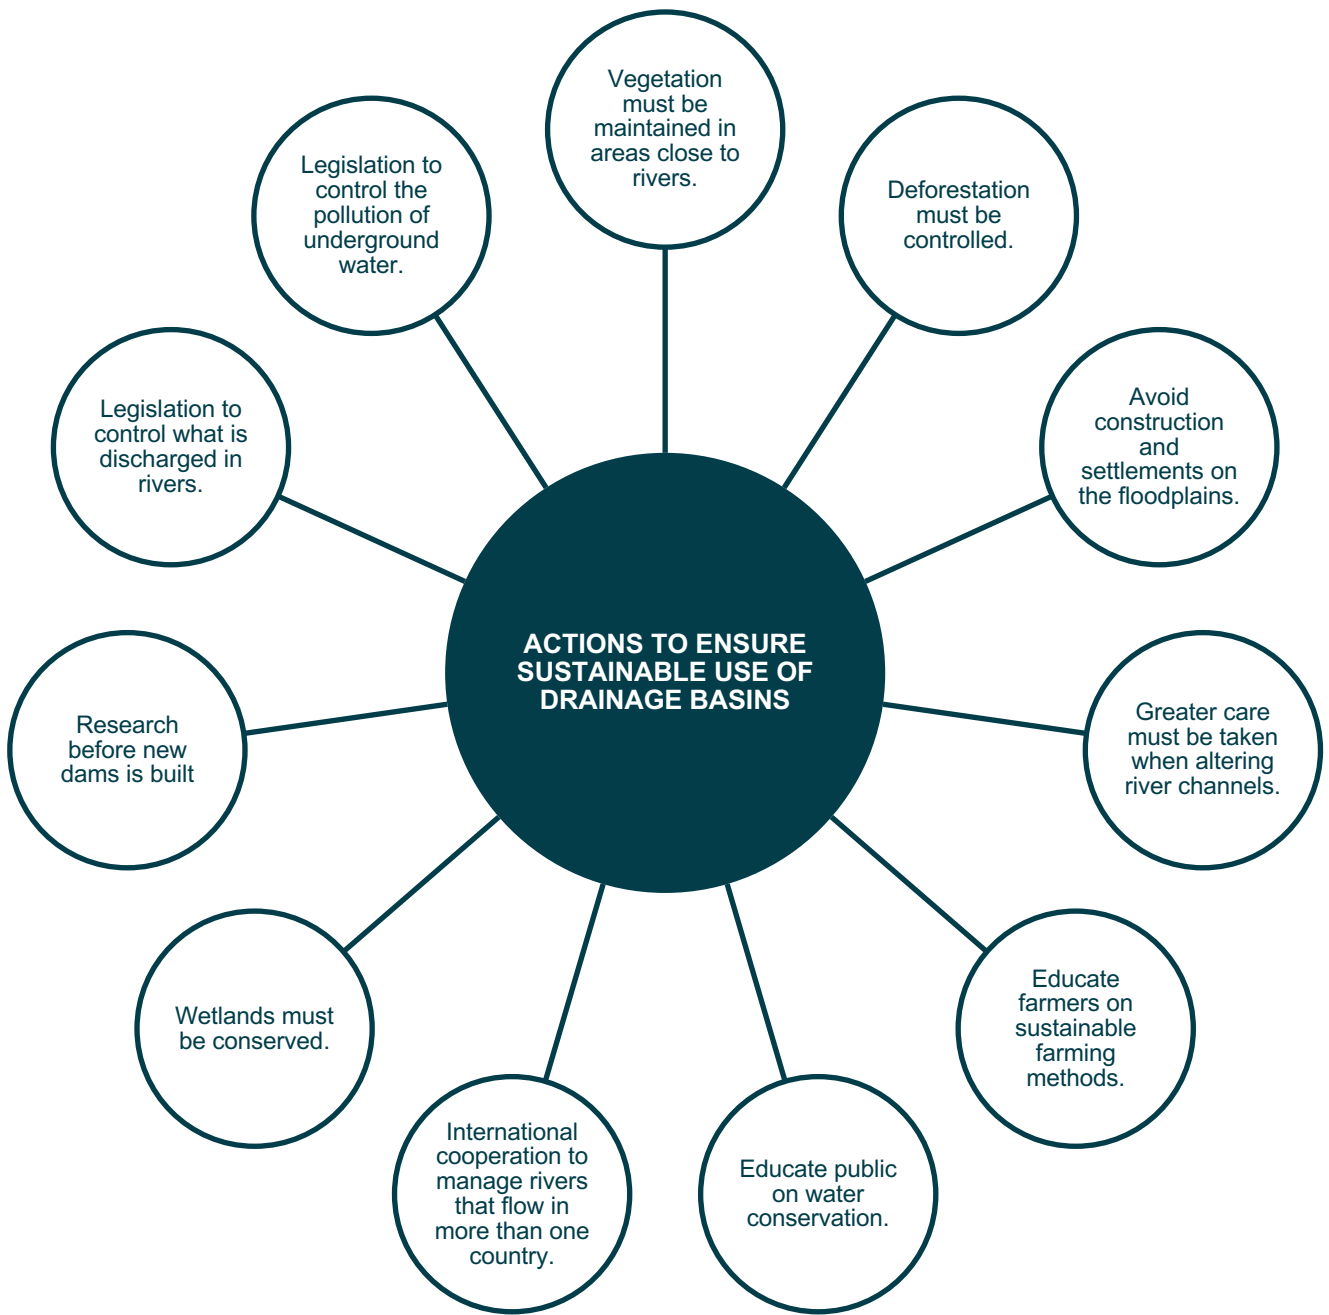 ACTIONS TO ENSURE
SUSTAINABLE USE OF
DRAINAGE BASINS
Vegetation
must be
maintained in
areas close to
rivers.
Deforestation
must be
controlled.
Avoid
construction
and
settlements on
the floodplains.
Greater care
must be taken
when altering
river channels.
Educate
farmers on
sustainable
farming
methods.
Educate public
on water
conservation.
International
cooperation to
manage rivers
that flow in
more than one
country.
Wetlands must
be conserved.
Research
before new
dams is built
Legislation to
control what is
discharged in
rivers.
Legislation to
control the
pollution of
underground
water.